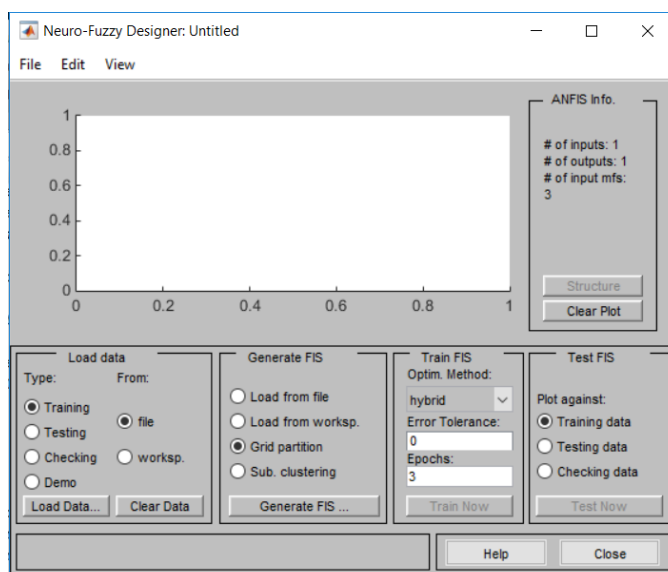 Neuro-Fuzzy Designer: Untitled
File Edit View
1
0.8
0.6
0.4
0.2
0
0 0.2 0.4 0.6 0.8 1
ANFIS Info.
# of inputs: 1
# of outputs: 1
# of input mfs:
3
Structure
Clear Plot
Load data
Type: From:
Training
Testing
Checking
Demo
file
worksp.
Load Data... Clear Data
Generate FIS
Load from file
Load from worksp.
Grid partition
Sub. clustering
Generate FIS ...
Train FIS
Optim. Method:
hybrid
Error Tolerance:
0
Epochs:
3
Train Now
Test FIS
Plot against:
Training data
Testing data
Checking data
Test Now
Help Close